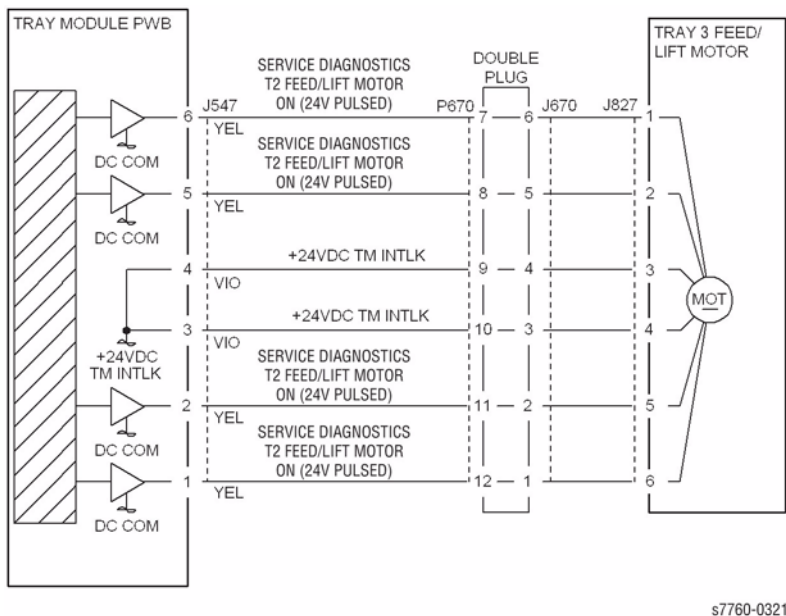 TRAY MODULE PWB
TRAY 3 FEED/
LIFT MOTOR
DOUBLE
PLUG
SERVICE DIAGNOSTICS
T2 FEED/LIFT MOTOR
ON (24V PULSED)
6 J547 P670 7 6 J670 J827 1
YEL
DC COM
SERVICE DIAGNOSTICS
T2 FEED/LIFT MOTOR
ON (24V PULSED)
5 8 5 2
YEL
DC COM
+24VDC TM INTLK
4 9 4 3
VIO
MOT
+24VDC TM INTLK
3 10 3 4
VIO
+24VDC
TM INTLK
SERVICE DIAGNOSTICS
T2 FEED/LIFT MOTOR
ON (24V PULSED)
2 11 2 5
YEL
DC COM
SERVICE DIAGNOSTICS
T2 FEED/LIFT MOTOR
ON (24V PULSED)
1 12 1 6
YEL
DC COM
s7760-0321